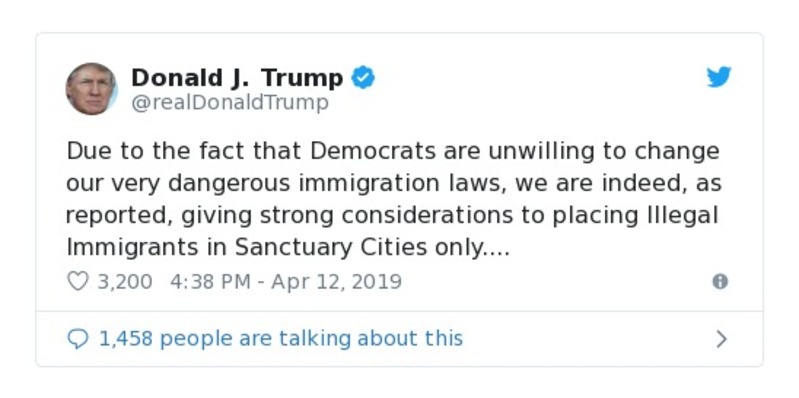 Donald J. Trump
@realDonaldTrump
Due to the fact that Democrats are unwilling to change
our very dangerous immigration laws, we are indeed, as
reported, giving strong considerations to placing Illegal
Immigrants in Sanctuary Cities only....
3,200 4:38 PM - Apr 12, 2019
1,458 people are talking about this